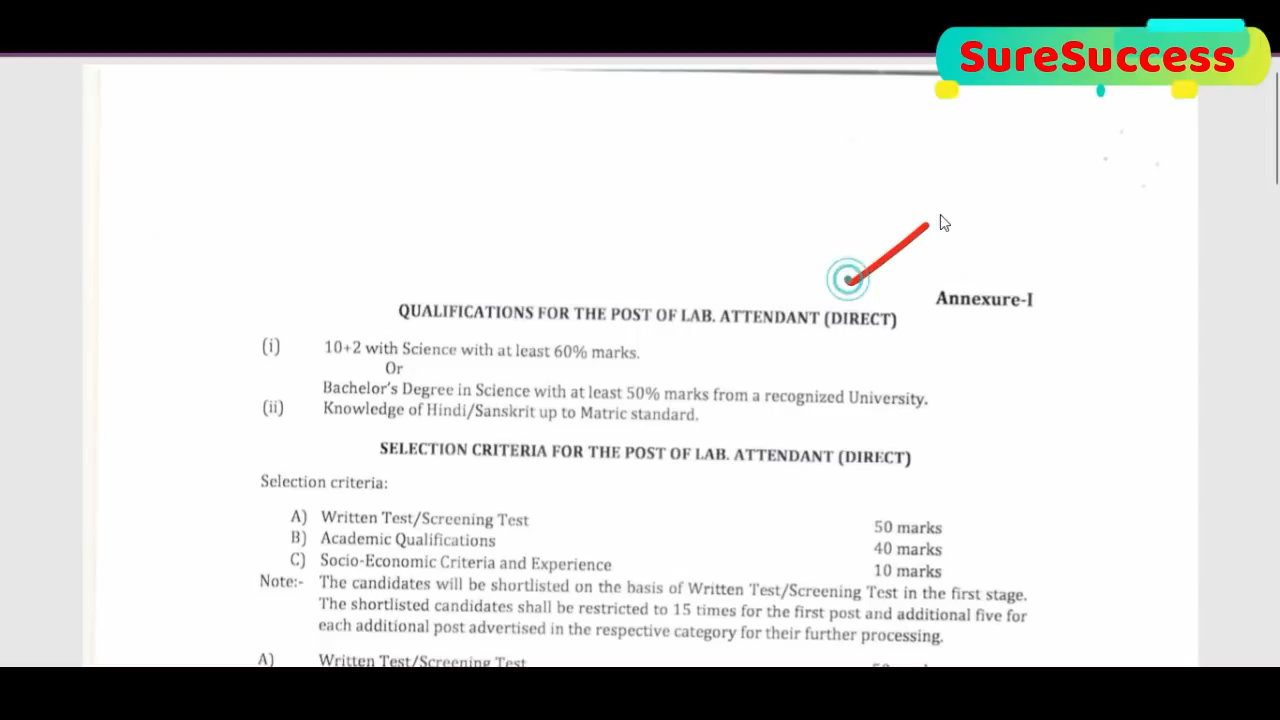 SureSuccess
Annexure-I
QUALIFICATIONS FOR THE POST OF LAB. ATTENDANT (DIRECT)
(i) 10+2 with Science with at least 60% marks.
Or
Bachelor's Degree in Science with at least 50% marks from a recognized University.
(ii) Knowledge of Hindi/Sanskrit up to Matric standard.
SELECTION CRITERIA FOR THE POST OF LAB. ATTENDANT (DIRECT)
Selection criteria:
A) Written Test/Screening Test 50 marks
B) Academic Qualifications 40 marks
C) Socio-Economic Criteria and Experience 10 marks
Note:- The candidates will be shortlisted on the basis of Written Test/Screening Test in the first stage.
The shortlisted candidates shall be restricted to 15 times for the first post and additional five for
each additional post advertised in the respective category for their further processing.
A) Written Test/Screening Test